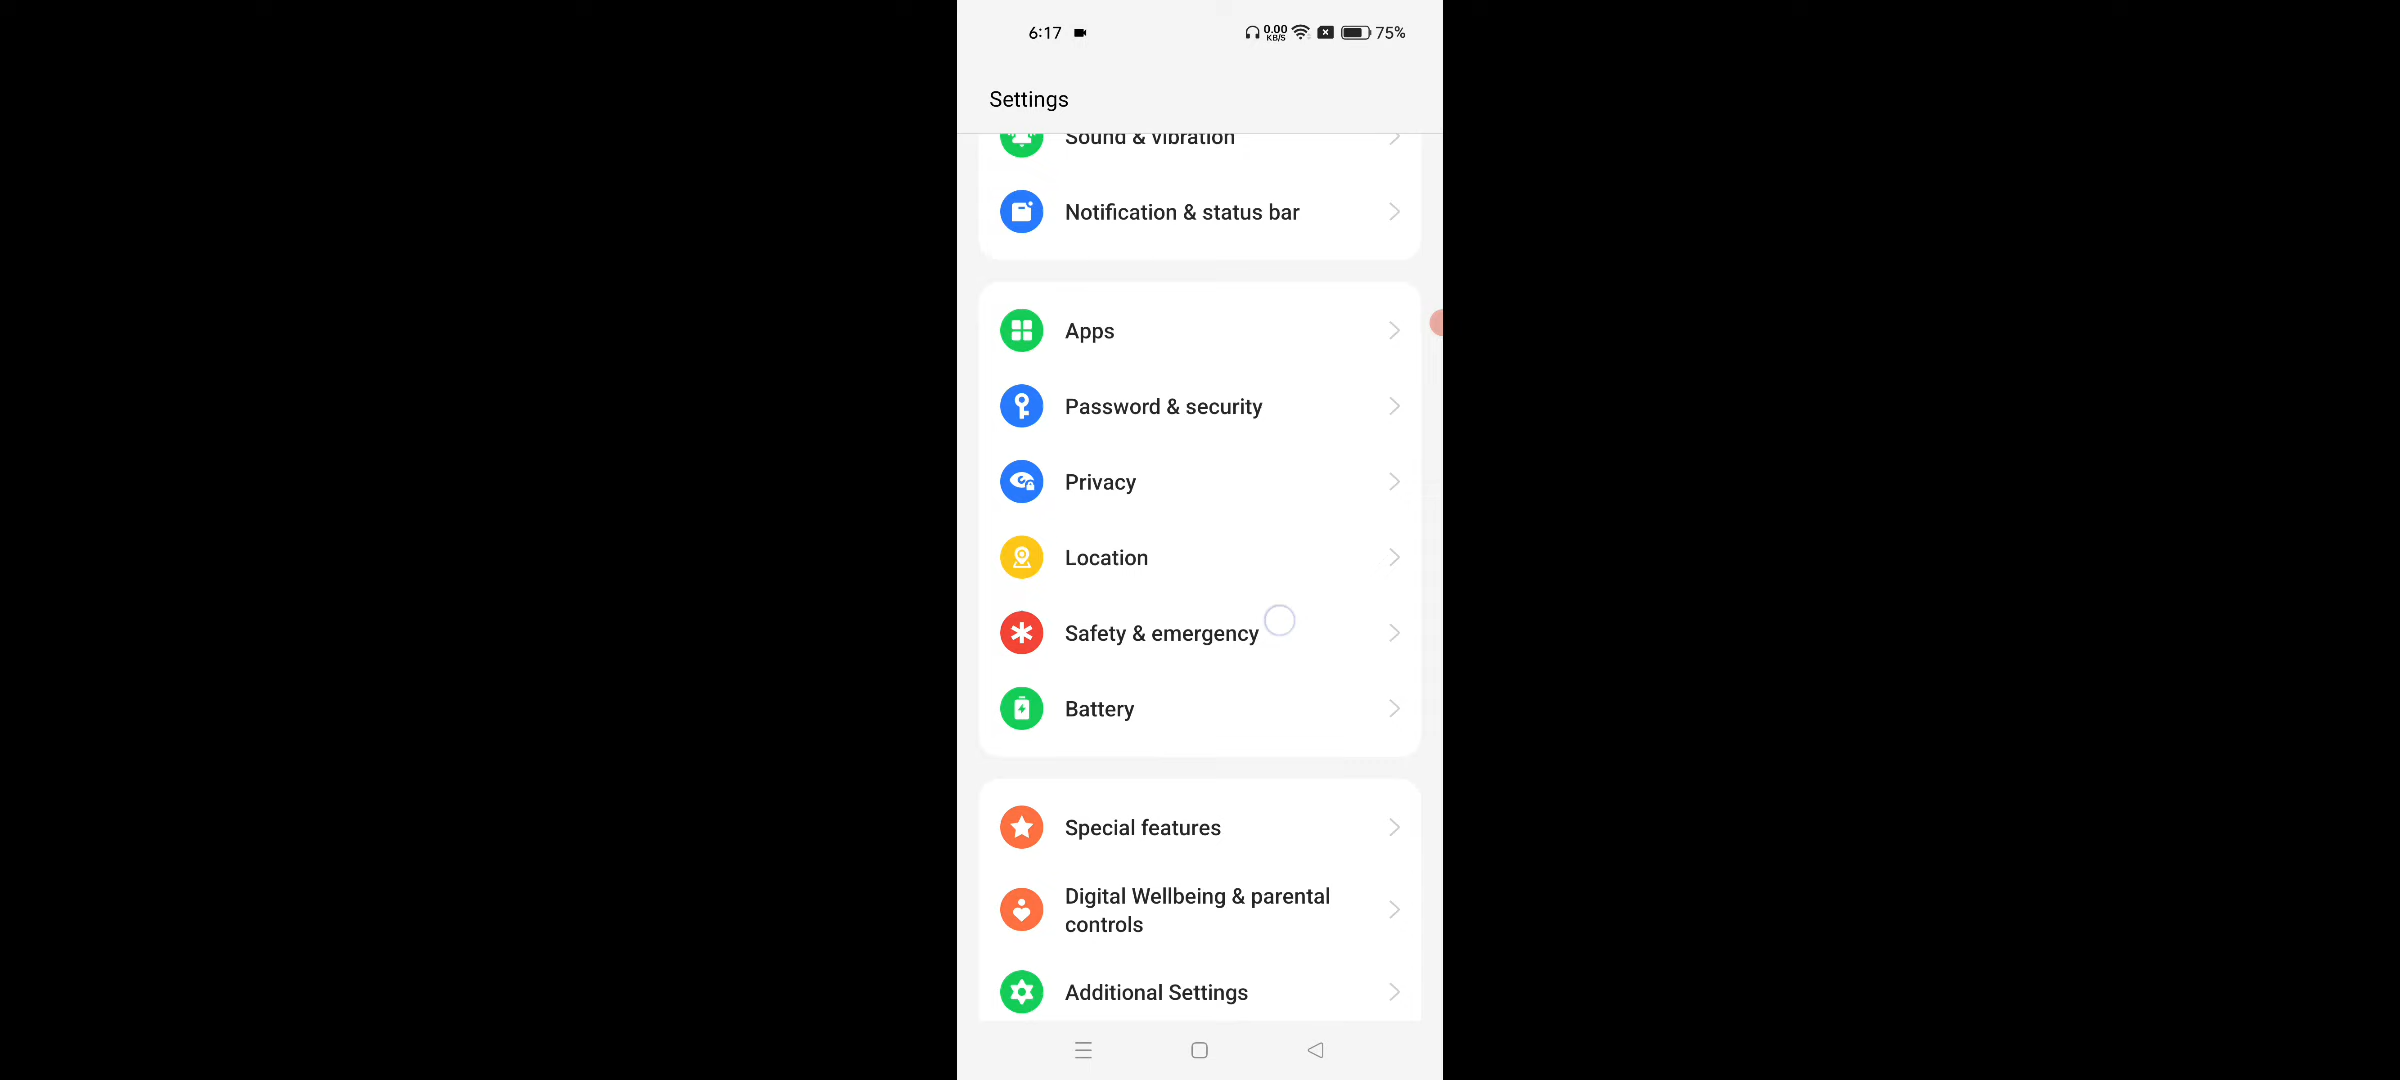 6:17
0.00
KB/S
75%
Settings
Sound & vibration
Notification & status bar
Apps
Password & security
Privacy
Location
Safety & emergency
Battery
Special features
Digital Wellbeing & parental
controls
Additional Settings